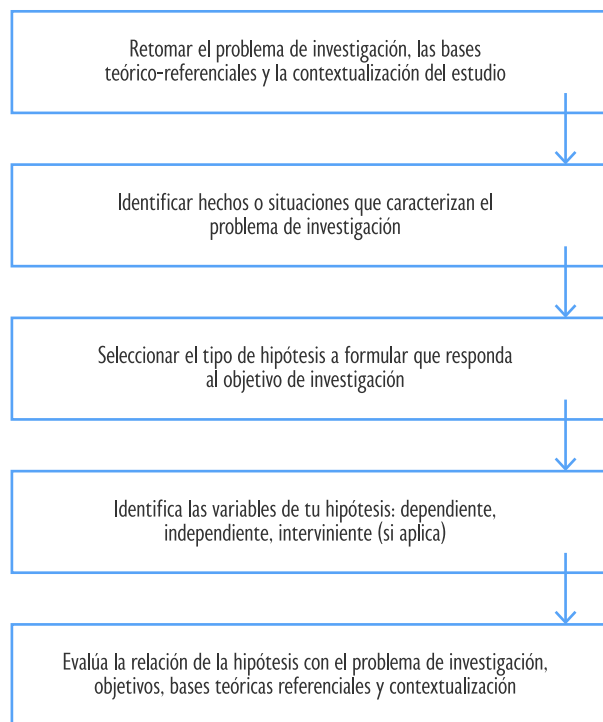 Retomar el problema de investigación, las bases
teórico-referenciales y la contextualización del estudio
Identificar hechos o situaciones que caracterizan el
problema de investigación
Seleccionar el tipo de hipótesis a formular que responda
al objetivo de investigación
Identifica las variables de tu hipótesis: dependiente,
independiente, interviniente (si aplica)
Evalúa la relación de la hipótesis con el problema de investigación,
objetivos, bases teóricas referenciales y contextualización